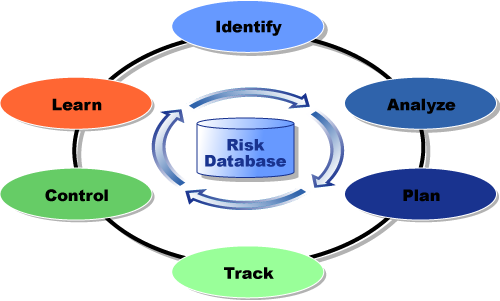 Identify
Learn
Analyze
Risk
Database
Control
Plan
Track